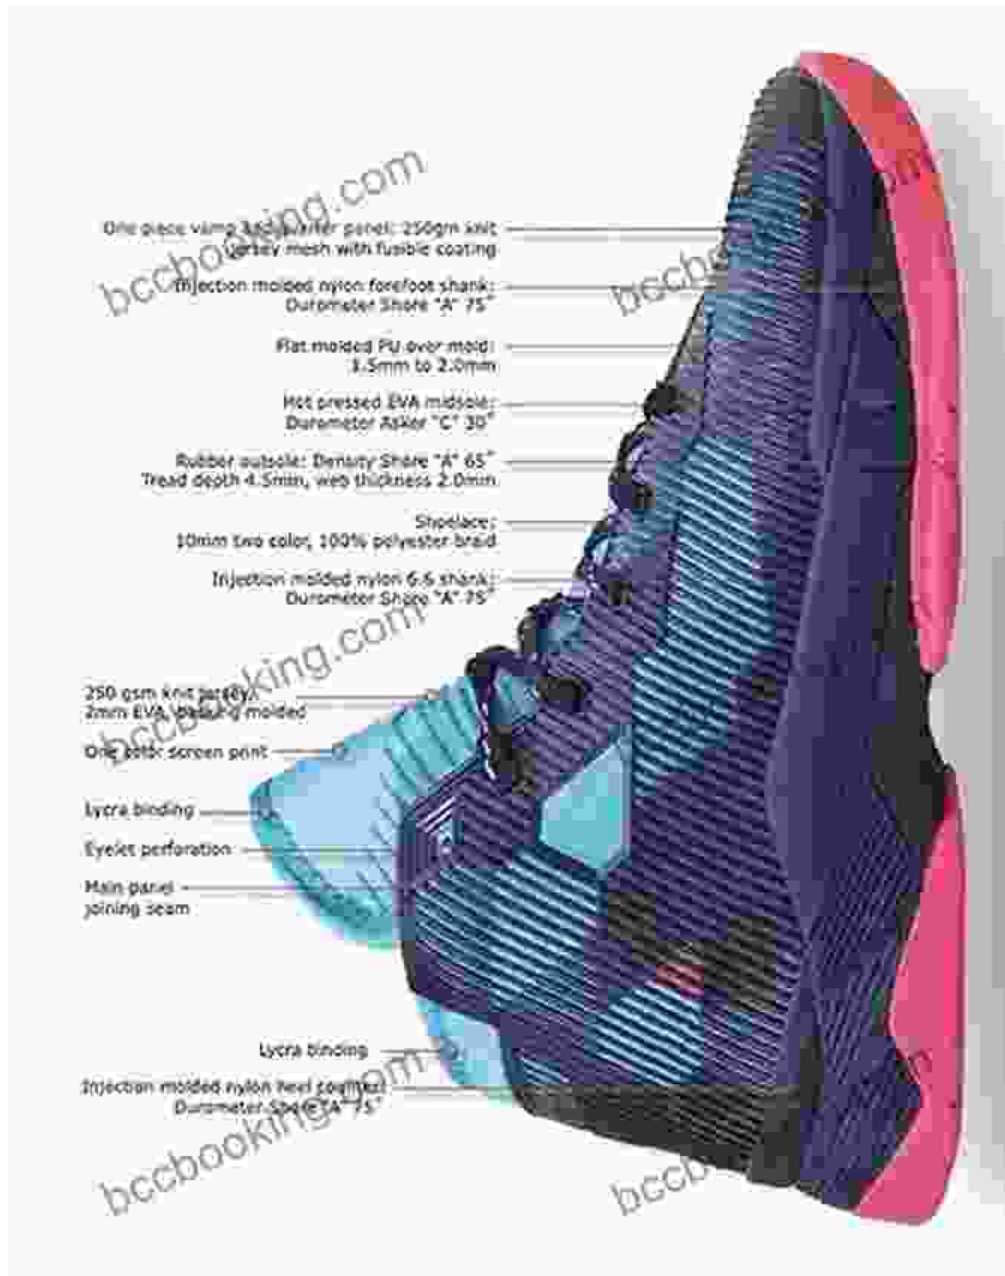 One piece vamp and quarter panel: 250gm knit
jersey mesh with fusible coating
Injection molded nylon forefoot shank:
Durometer Shore "A" 75°
Flat molded PU over mold:
1.5mm to 2.0mm
Hot pressed EVA midsole:
Durometer Asker "C" 30°
Rubber outsole: Density Shore "A" 65°
Tread depth 4.5mm, web thickness 2.0mm
Shoelace:
10mm two color, 100% polyester braid
Injection molded nylon 6.6 shank:
Durometer Shore "A" 75°
250 gsm knit jersey,
2mm EVA, molded
One color screen print
Lycra binding
Eyelet perforation
Main panel
joining seam
Lycra binding
Injection molded nylon heel counter:
Durometer Shore "A" 75°
bccbooking.com
bccb
bccbooking.com
bccbooking.com
bccb